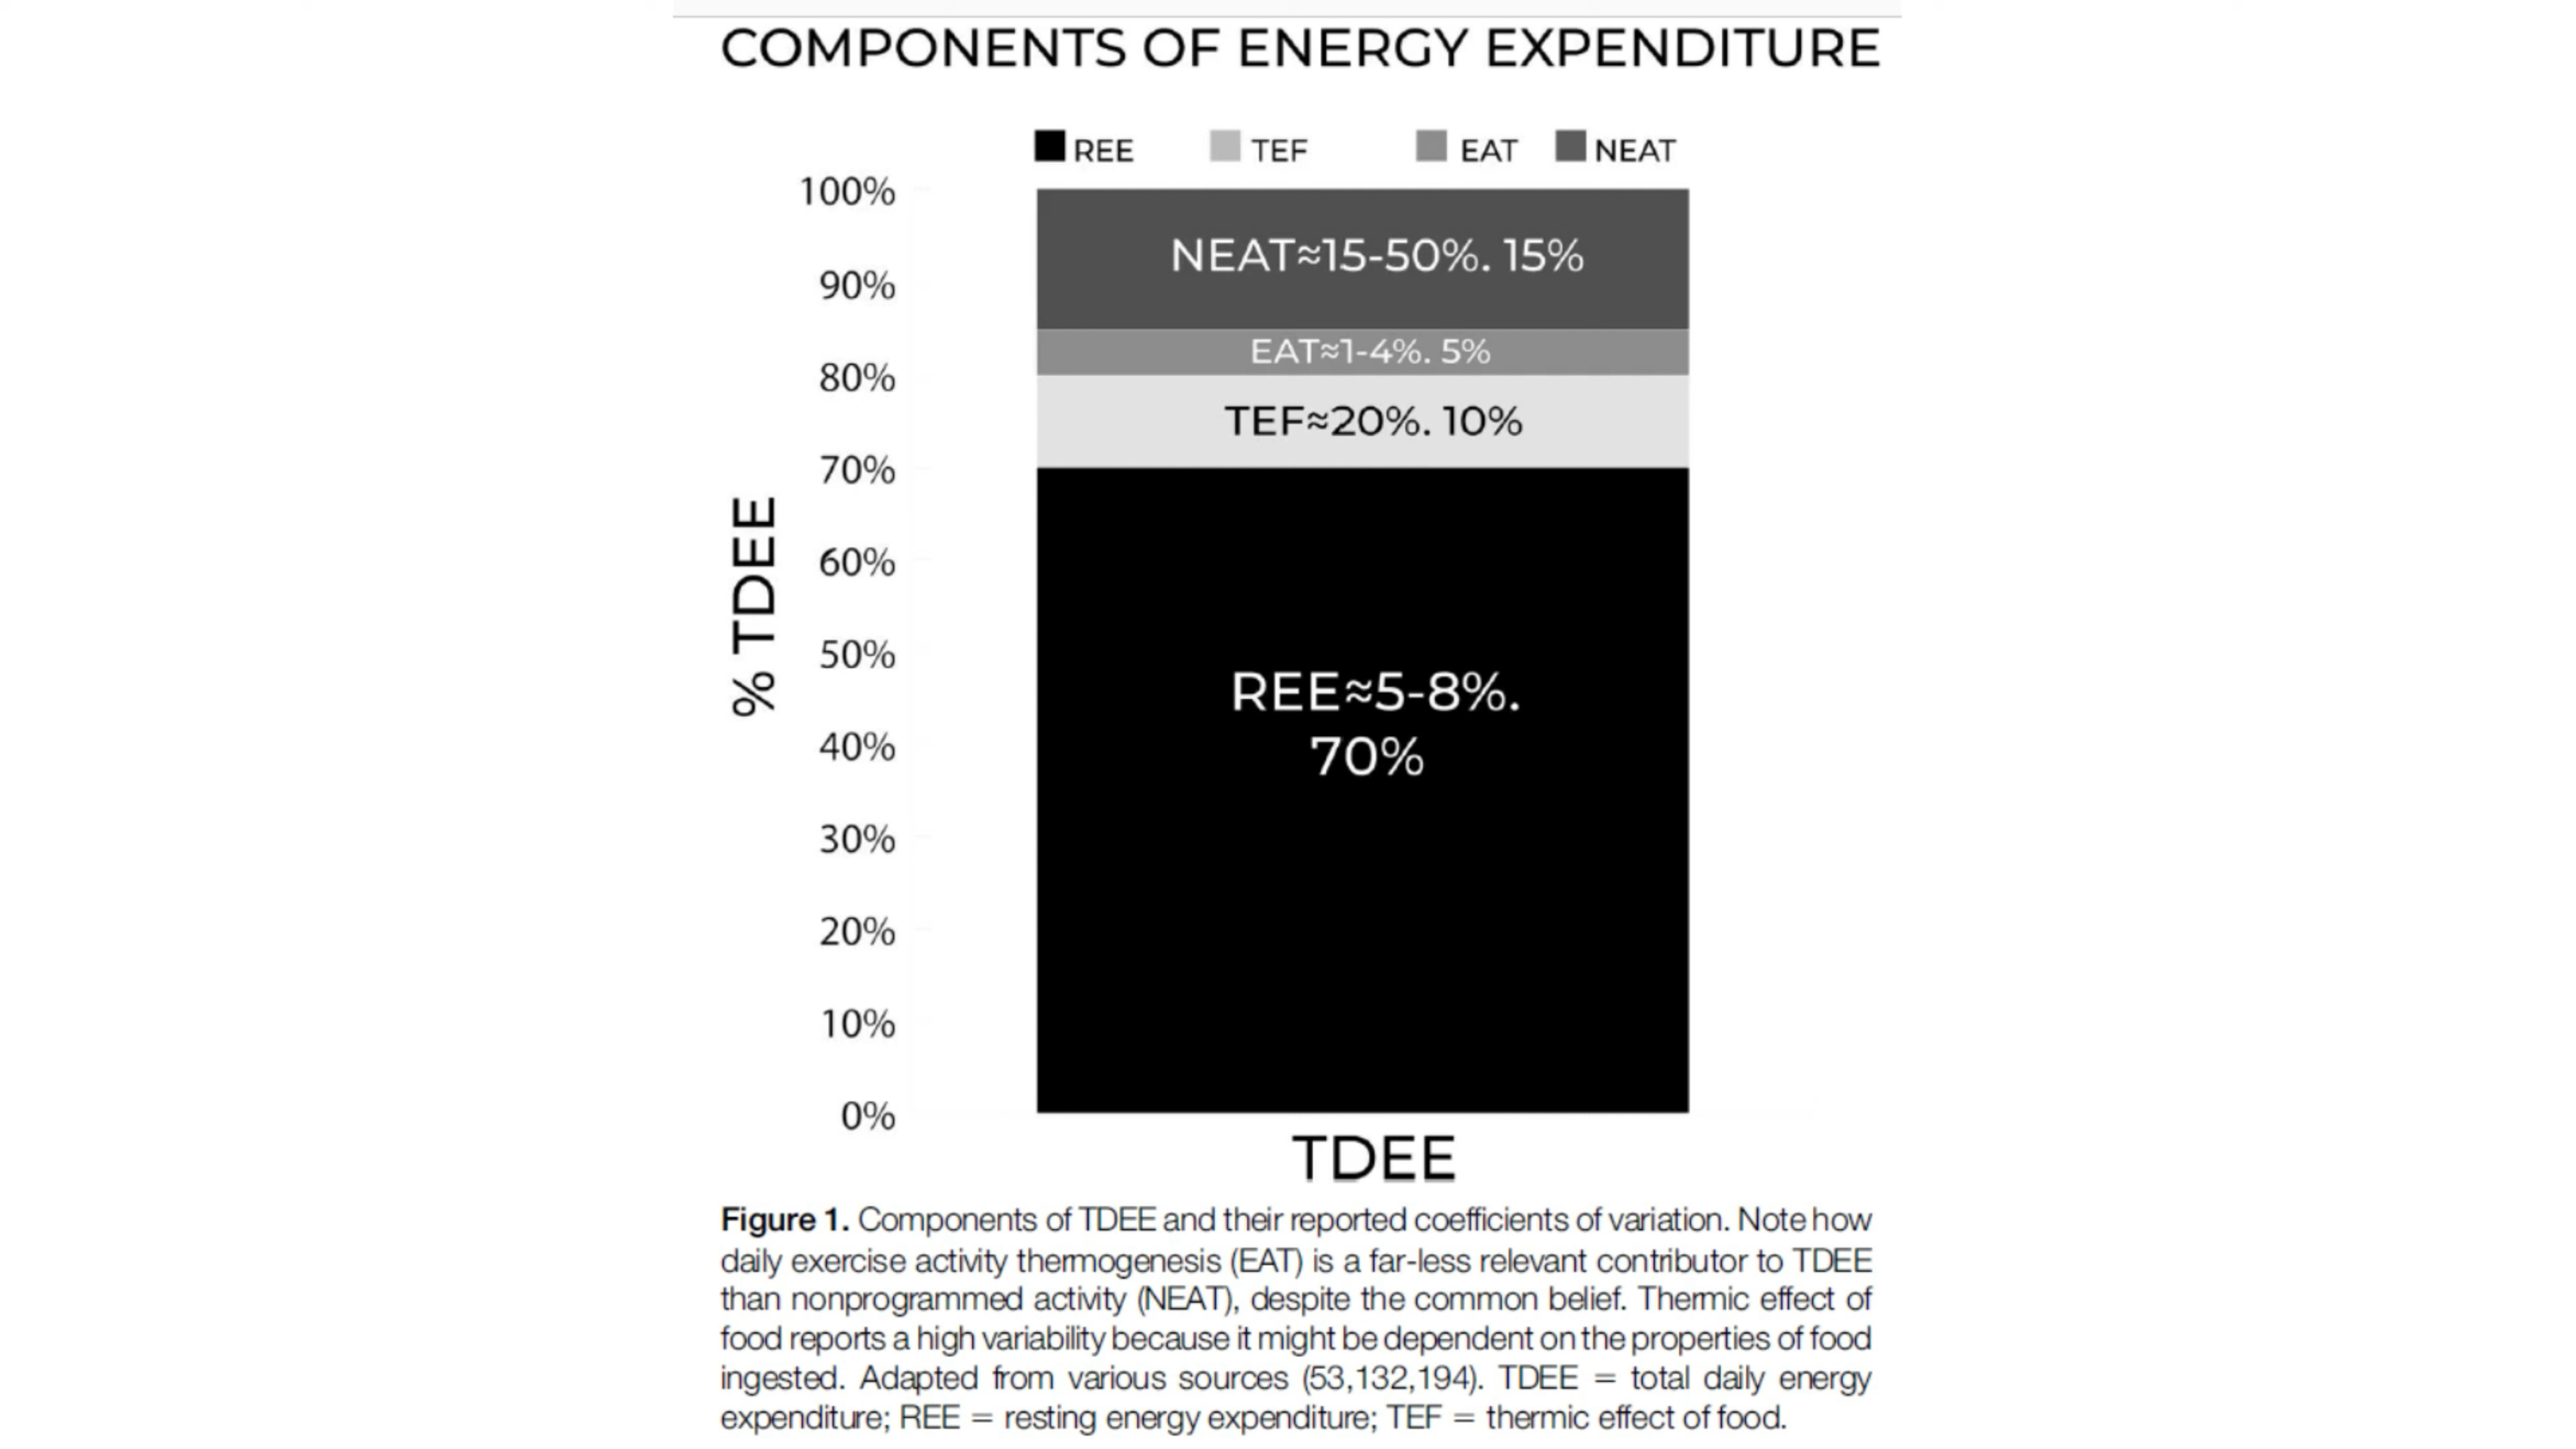 COMPONENTS OF ENERGY EXPENDITURE
REE TEF EAT NEAT
100%
90%
80%
70%
60%
50%
40%
30%
20%
10%
0%
% TDEE
NEAT≈15-50%. 15%
EAT≈1-4%. 5%
TEF≈20%. 10%
REE≈5-8%.
70%
TDEE
Figure 1. Components of TDEE and their reported coefficients of variation. Note how
daily exercise activity thermogenesis (EAT) is a far-less relevant contributor to TDEE
than nonprogrammed activity (NEAT), despite the common belief. Thermic effect of
food reports a high variability because it might be dependent on the properties of food
ingested. Adapted from various sources (53,132,194). TDEE = total daily energy
expenditure; REE = resting energy expenditure; TEF = thermic effect of food.